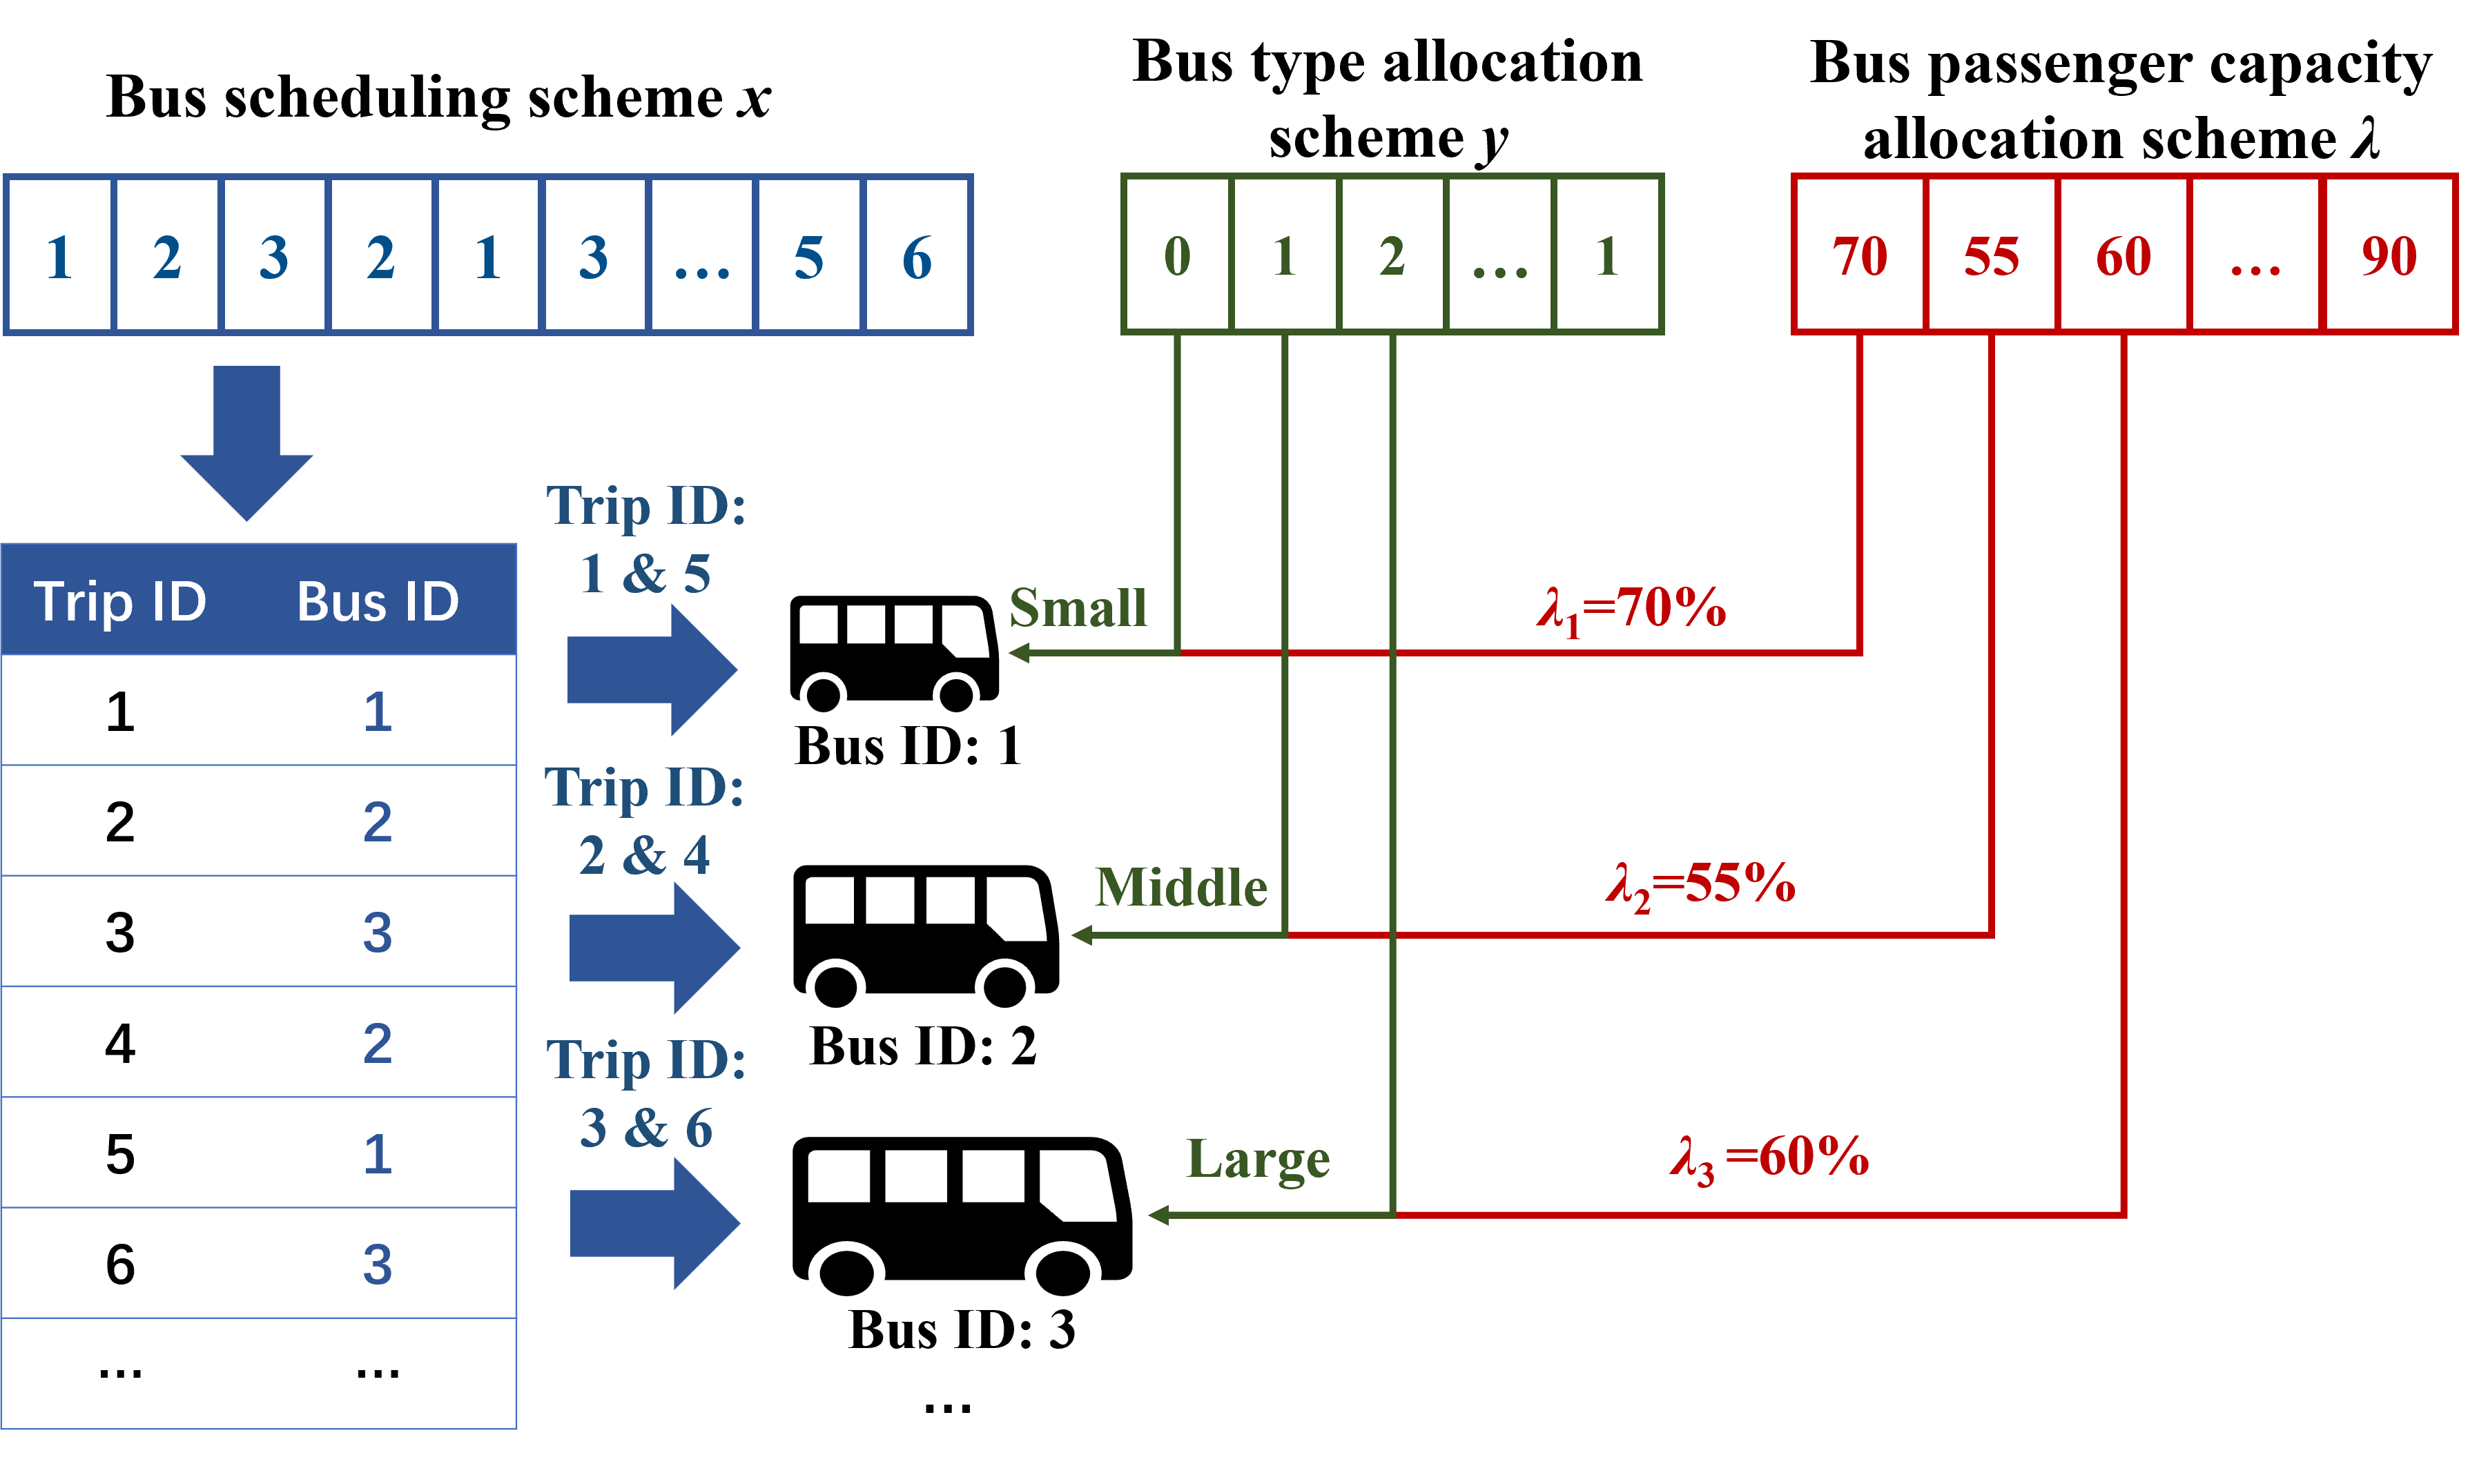 Bus scheduling scheme x
1 2 3 2 1 3 … 5 6
Bus type allocation
scheme y
0 1 2 … 1
Bus passenger capacity
allocation scheme λ
70 55 60 … 90
Trip ID Bus ID
1 1
2 2
3 3
4 2
5 1
6 3
... ...
Trip ID:
1 & 5
Bus ID: 1
Small
λ1=70%
Trip ID:
2 & 4
Bus ID: 2
Middle
λ2=55%
Trip ID:
3 & 6
Bus ID: 3
Large
λ3=60%
...